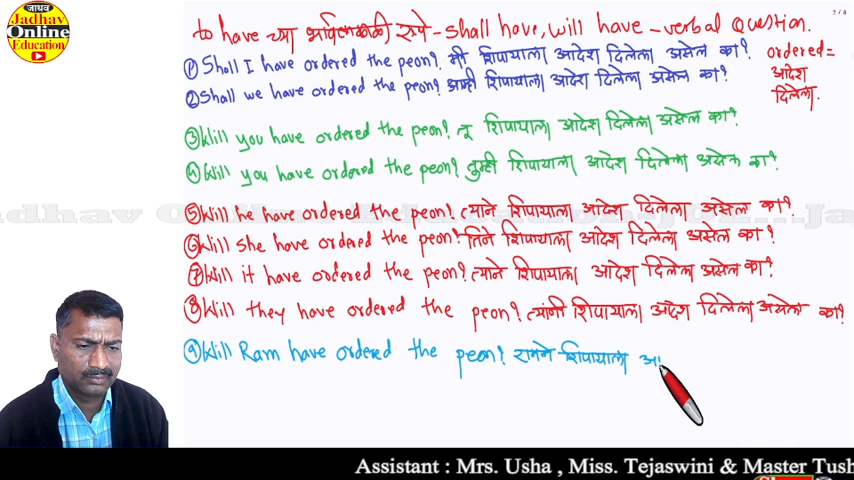 जाधव
Jadhav
Online
Education
2 / 8
to have च्या भविष्यकाळी रूपे - shall have, will have - verbal Question.
① Shall I have ordered the peon? मी शिपायाला आदेश दिलेला असेल का?
② Shall we have ordered the peon? आम्ही शिपायाला आदेश दिलेला असेल का?
ordered =
आदेश
दिलेला.
③ Will you have ordered the peon? तू शिपायाला आदेश दिलेला असेल का?
④ Will you have ordered the peon? तुम्ही शिपायाला आदेश दिलेला असेल का?
⑤ Will he have ordered the peon? त्याने शिपायाला आदेश दिलेला असेल का?
⑥ Will she have ordered the peon? तिने शिपायाला आदेश दिलेला असेल का?
⑦ Will it have ordered the peon? त्याने शिपायाला आदेश दिलेला असेल का?
⑧ Will they have ordered the peon? त्यांनी शिपायाला आदेश दिलेला असेल का?
⑨ Will Ram have ordered the peon? रामने शिपायाला आ
Assistant : Mrs. Usha , Miss. Tejaswini & Master Tush